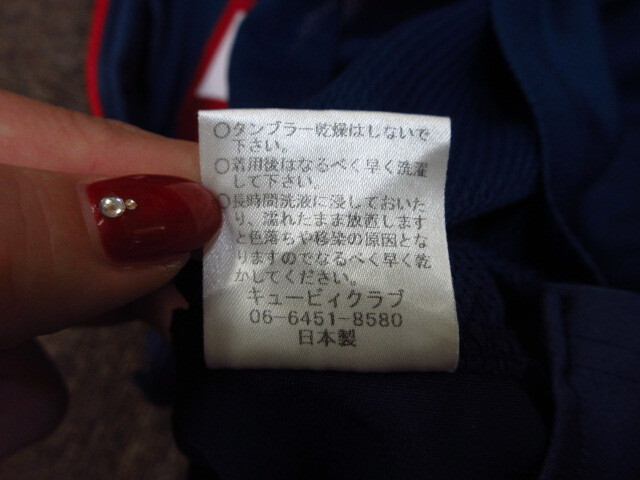 ○タンブラー乾燥はしないで
下さい。
○着用後はなるべく早く洗濯
して下さい。
○長時間洗液に浸しておいた
り、濡れたまま放置します
と色落ちや移染の原因とな
りますのでなるべく早く乾
かしてください。
キュービィクラブ
06-6451-8580
日本製